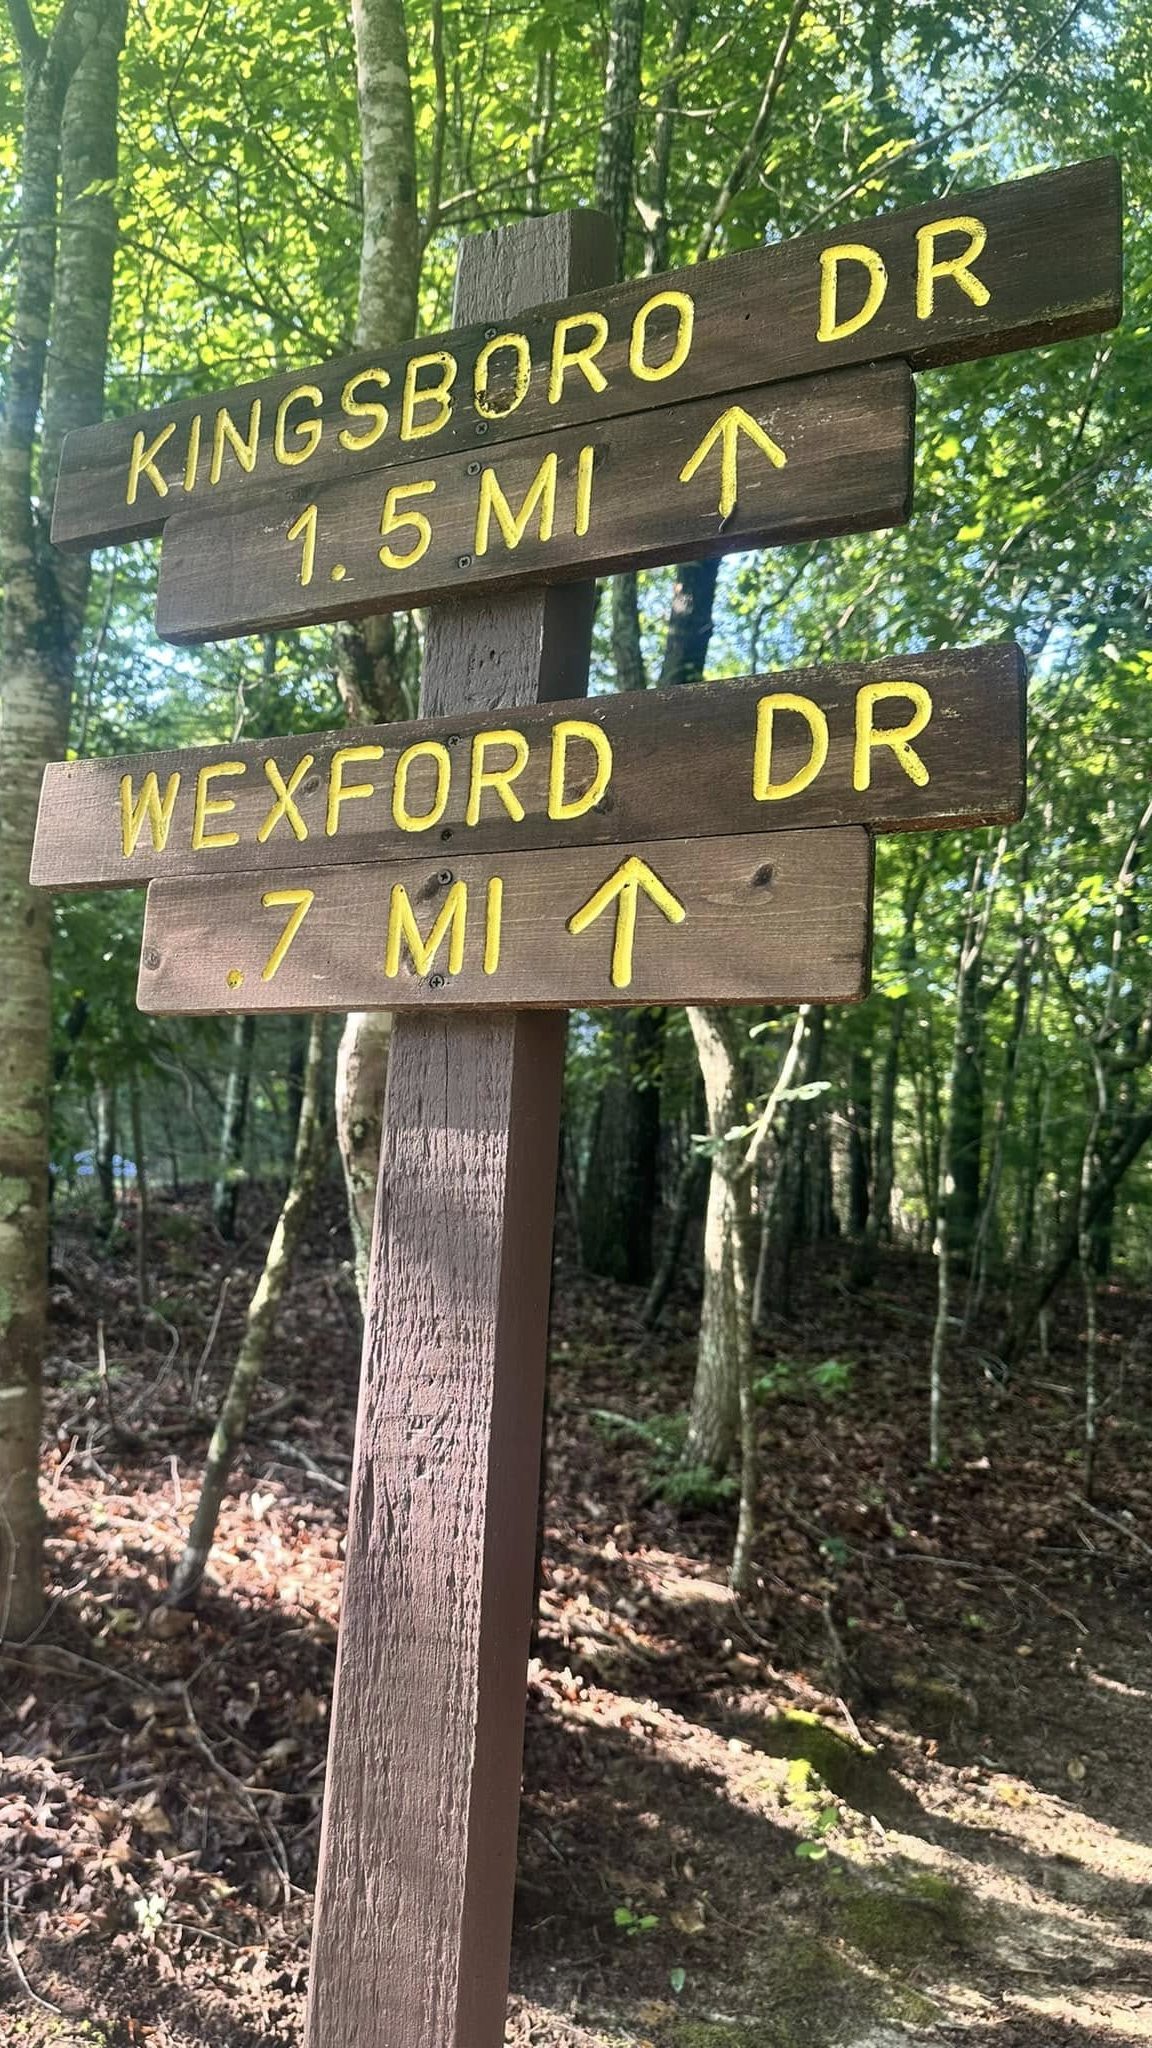 KINGSBORO DR
1.5 MI ↑
WEXFORD DR
.7 MI ↑